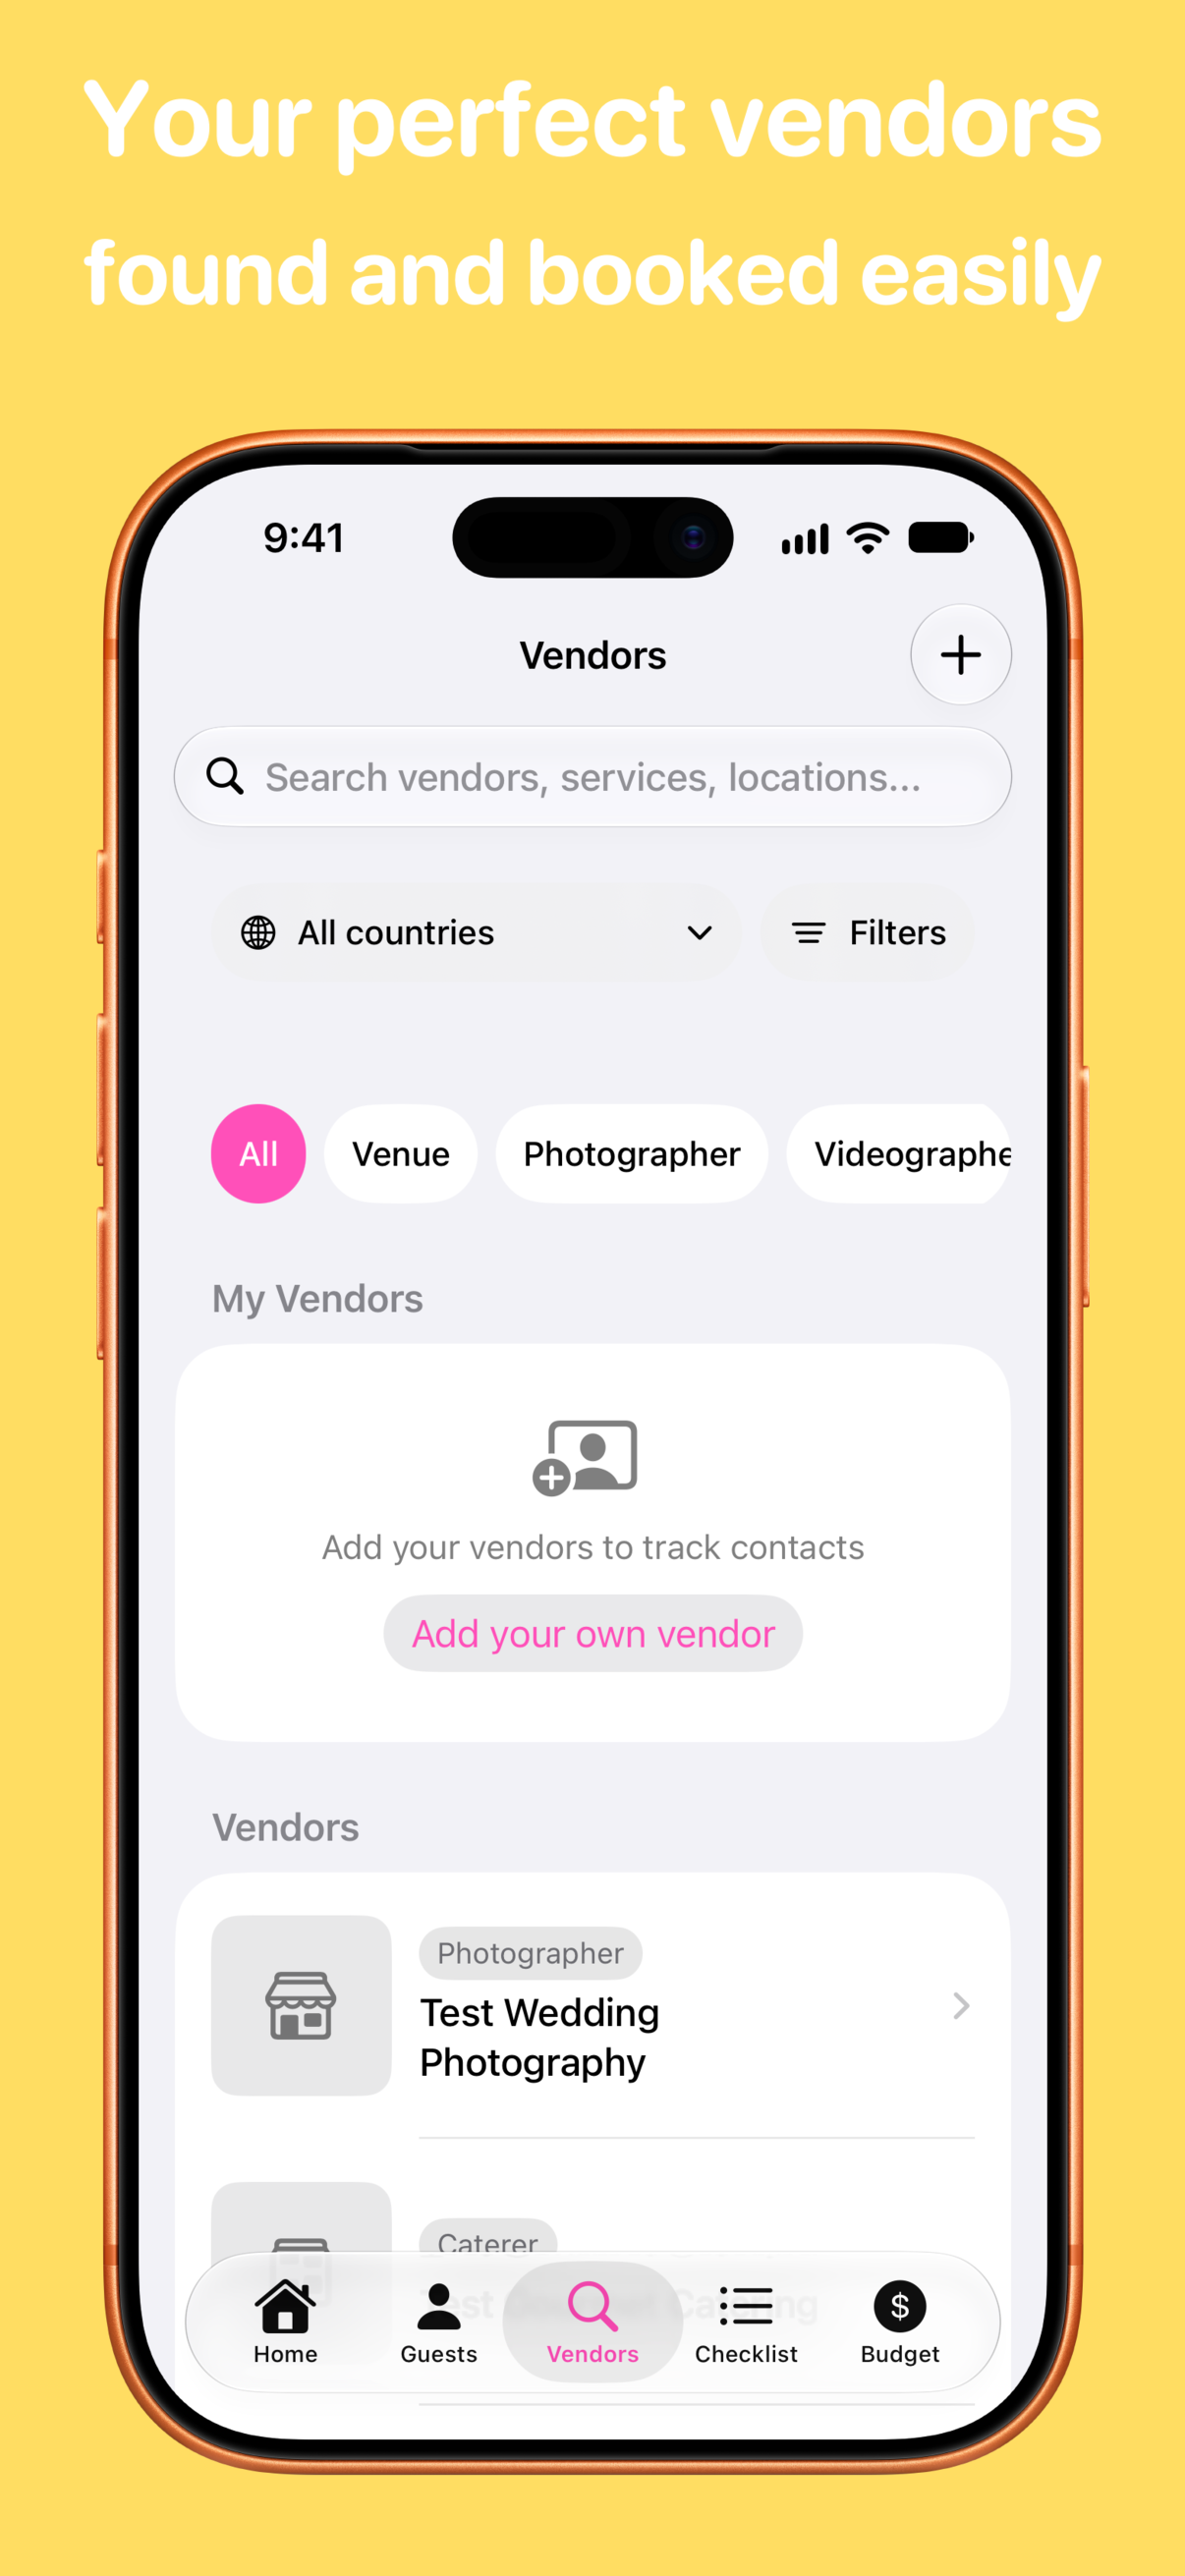 Your perfect vendors
found and booked easily
9:41
Vendors
Search vendors, services, locations...
All countries
Filters
All
Venue
Photographer
Videographe
My Vendors
Add your vendors to track contacts
Add your own vendor
Vendors
Photographer
Test Wedding
Photography
Caterer
Catering
Home
Guests
Vendors
Checklist
Budget